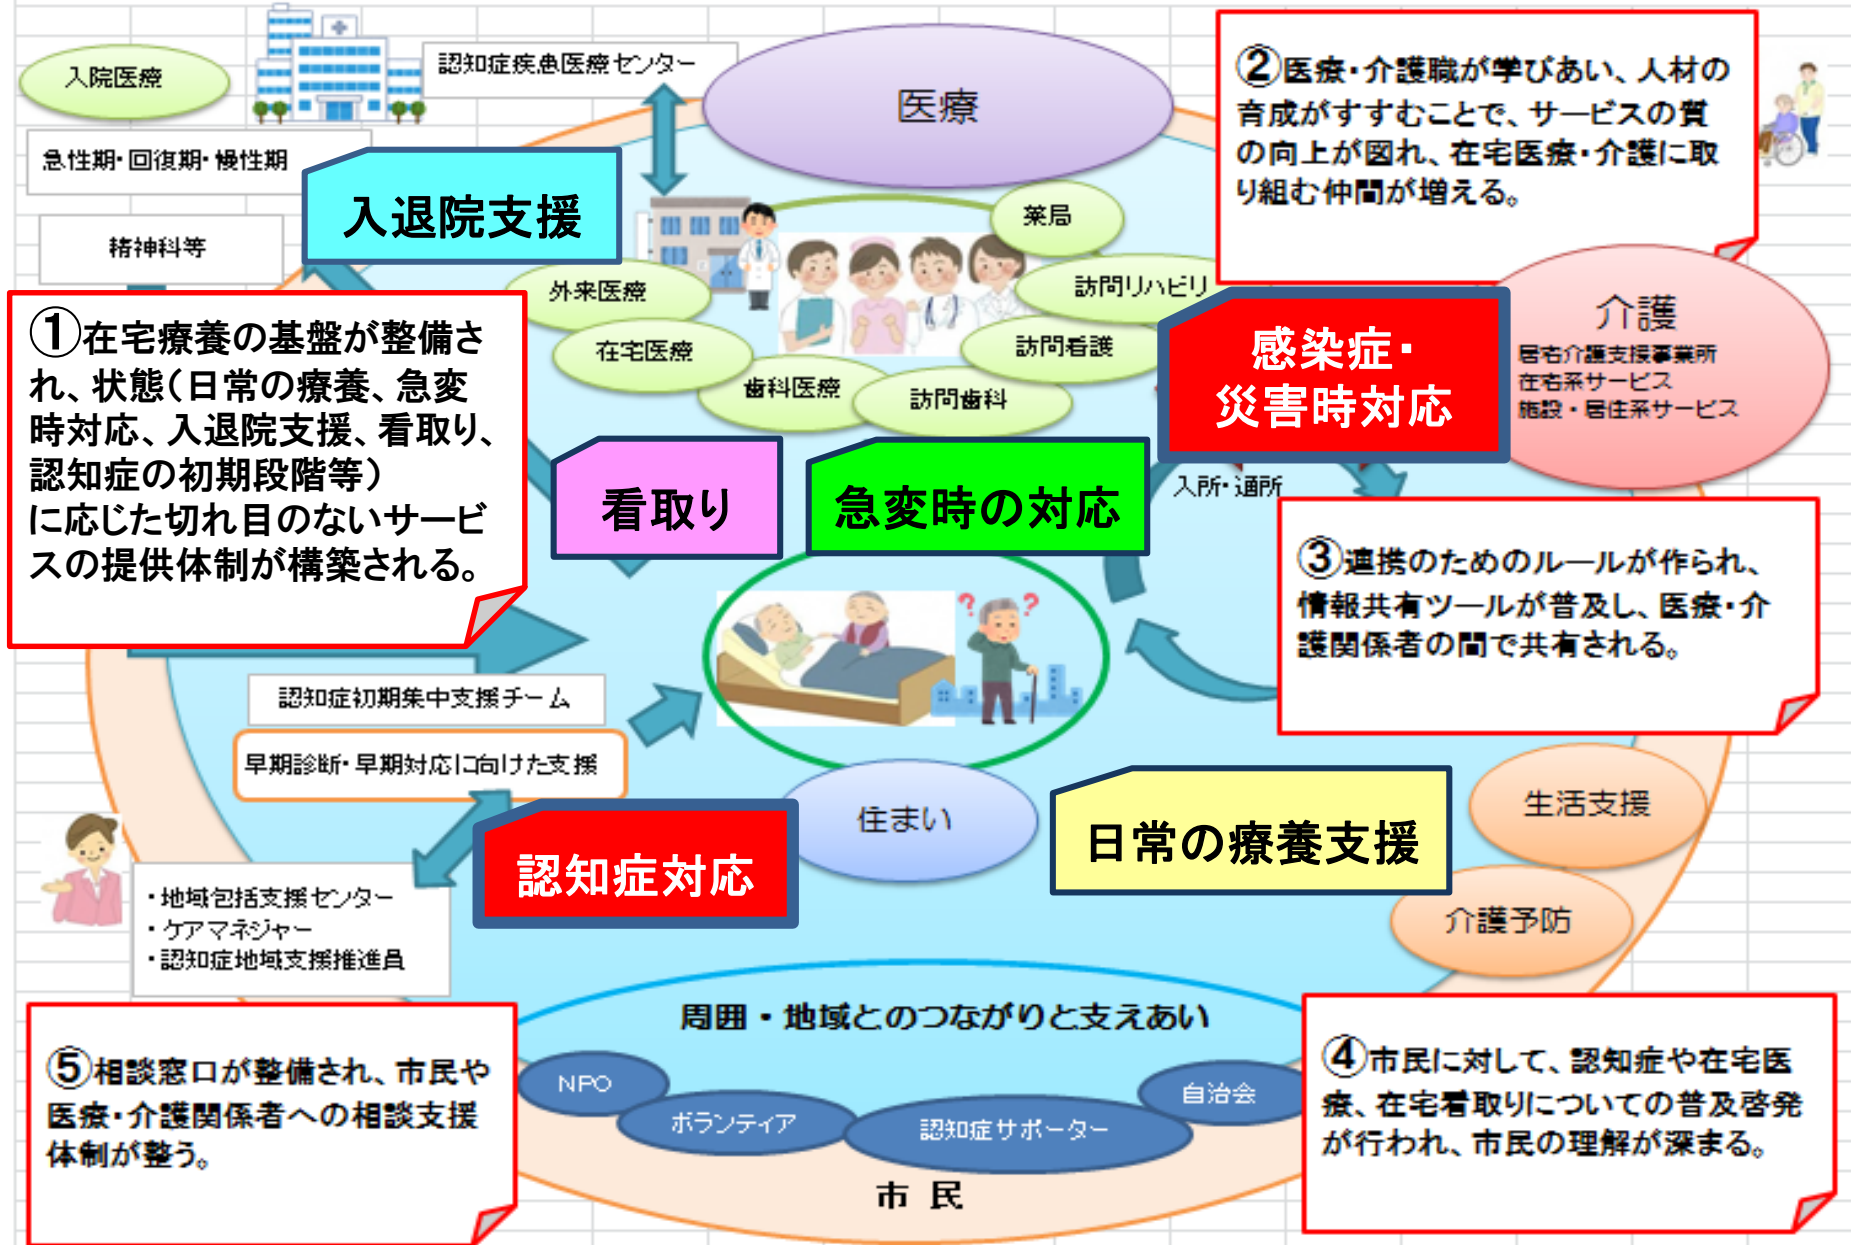 入院医療
認知症疾患医療センター
医療
急性期・回復期・慢性期
入退院支援
精神科等
②医療・介護職が学びあい、人材の
育成がすすむことで、サービスの質
の向上が図れ、在宅医療・介護に取
り組む仲間が増える。
薬局
外来医療
訪問リハビリ
在宅医療
訪問看護
歯科医療
訪問歯科
①在宅療養の基盤が整備さ
れ、状態（日常の療養、急変
時対応、入退院支援、看取り、
認知症の初期段階等）
に応じた切れ目のないサービ
スの提供体制が構築される。
感染症・
災害時対応
介護
居宅介護支援事業所
在宅系サービス
施設・居住系サービス
看取り
急変時の対応
入所・通所
③連携のためのルールが作られ、
情報共有ツールが普及し、医療・介
護関係者の間で共有される。
? ?
認知症初期集中支援チーム
早期診断・早期対応に向けた支援
住まい
日常の療養支援
生活支援
認知症対応
介護予防
・地域包括支援センター
・ケアマネジャー
・認知症地域支援推進員
周囲・地域とのつながりと支えあい
NPO
ボランティア
認知症サポーター
自治会
市 民
⑤相談窓口が整備され、市民や
医療・介護関係者への相談支援
体制が整う。
④市民に対して、認知症や在宅医
療、在宅看取りについての普及啓発
が行われ、市民の理解が深まる。